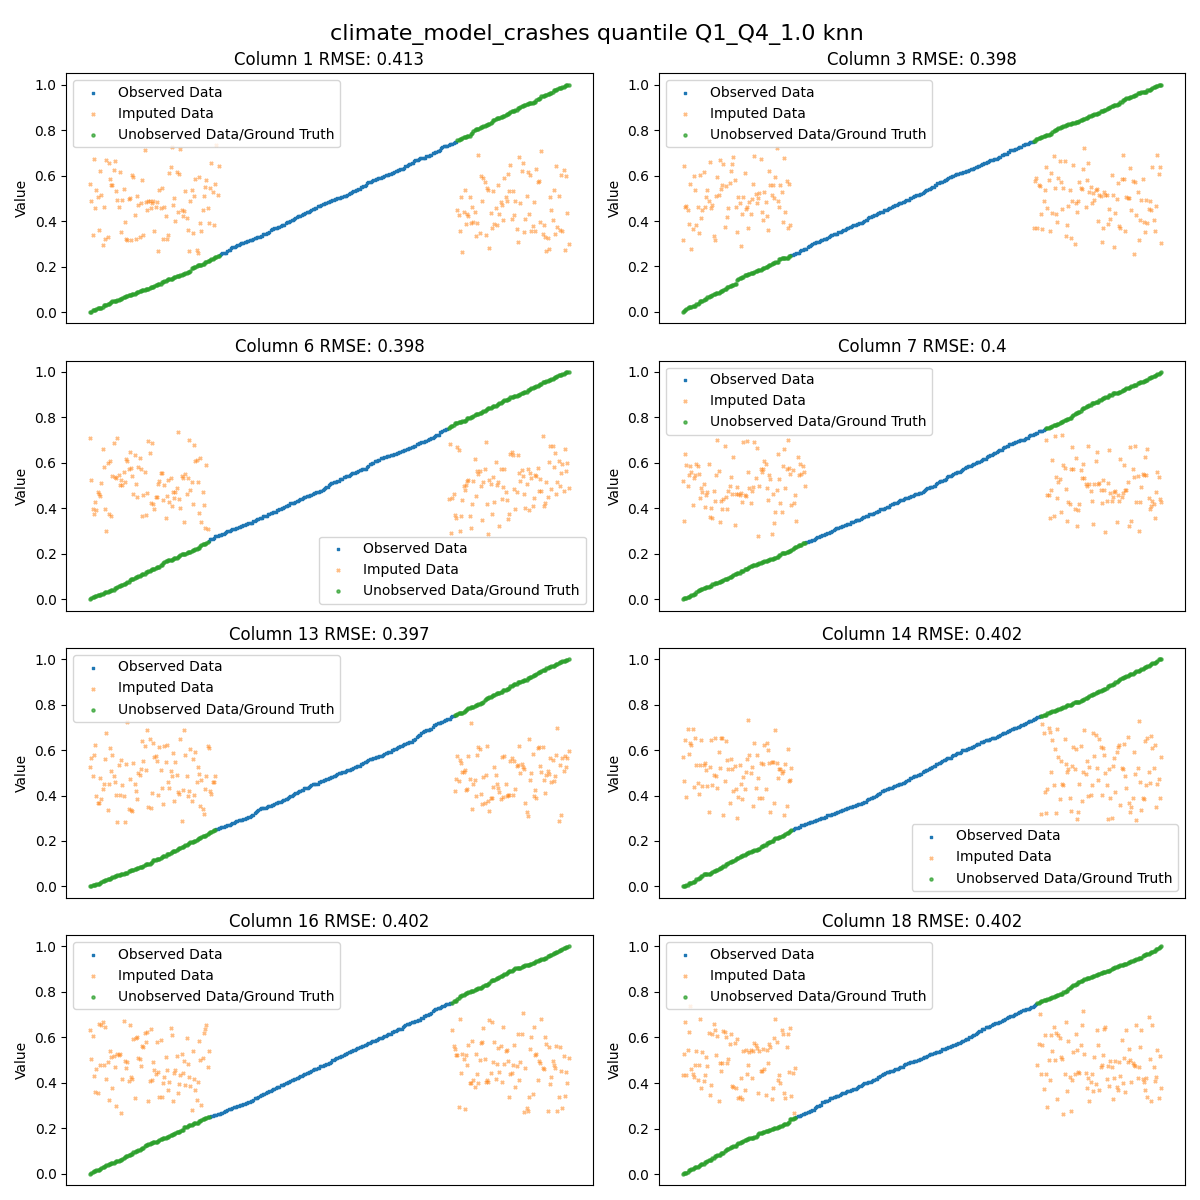 climate_model_crashes quantile Q1_Q4_1.0 knn
Column 1 RMSE: 0.413
Value
1.0
0.8
0.6
0.4
0.2
0.0
Observed Data
Imputed Data
Unobserved Data/Ground Truth
Column 3 RMSE: 0.398
Value
1.0
0.8
0.6
0.4
0.2
0.0
Observed Data
Imputed Data
Unobserved Data/Ground Truth
Column 6 RMSE: 0.398
Value
1.0
0.8
0.6
0.4
0.2
0.0
Observed Data
Imputed Data
Unobserved Data/Ground Truth
Column 7 RMSE: 0.4
Value
1.0
0.8
0.6
0.4
0.2
0.0
Observed Data
Imputed Data
Unobserved Data/Ground Truth
Column 13 RMSE: 0.397
Value
1.0
0.8
0.6
0.4
0.2
0.0
Observed Data
Imputed Data
Unobserved Data/Ground Truth
Column 14 RMSE: 0.402
Value
1.0
0.8
0.6
0.4
0.2
0.0
Observed Data
Imputed Data
Unobserved Data/Ground Truth
Column 16 RMSE: 0.402
Value
1.0
0.8
0.6
0.4
0.2
0.0
Observed Data
Imputed Data
Unobserved Data/Ground Truth
Column 18 RMSE: 0.402
Value
1.0
0.8
0.6
0.4
0.2
0.0
Observed Data
Imputed Data
Unobserved Data/Ground Truth